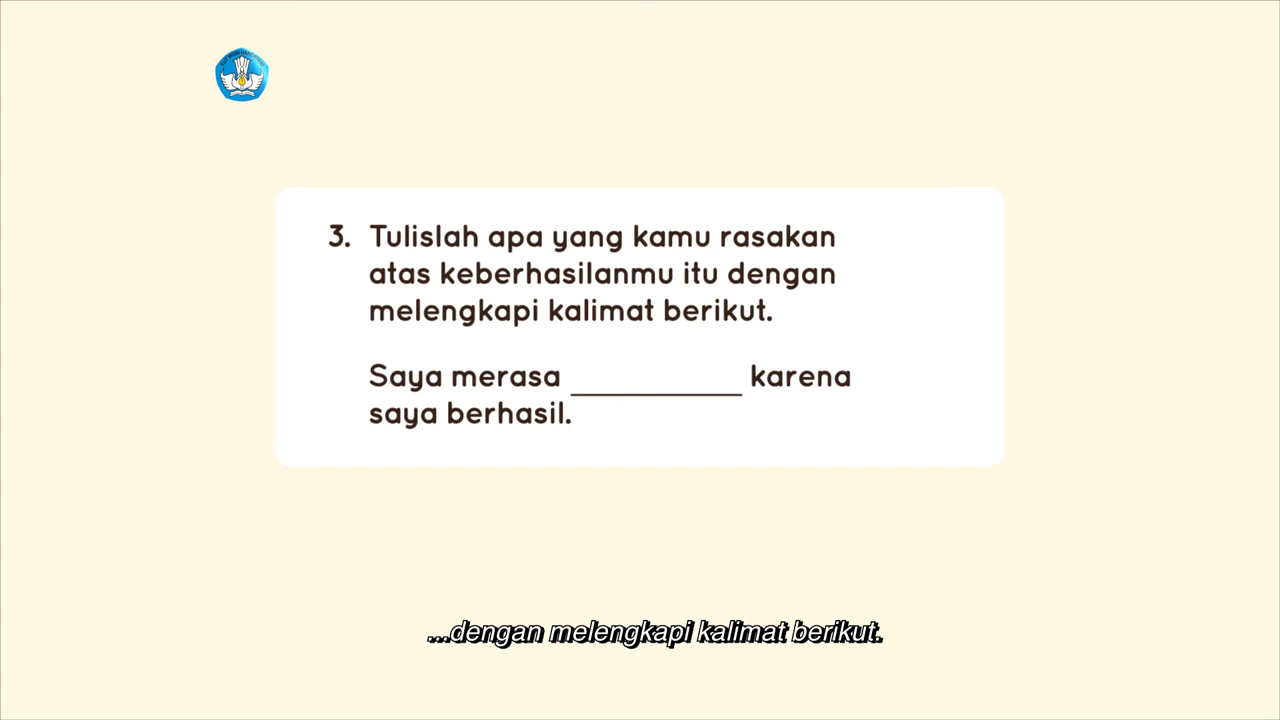 3. Tulislah apa yang kamu rasakan
atas keberhasilanmu itu dengan
melengkapi kalimat berikut.
Saya merasa __________ karena
saya berhasil.
...dengan melengkapi kalimat berikut.